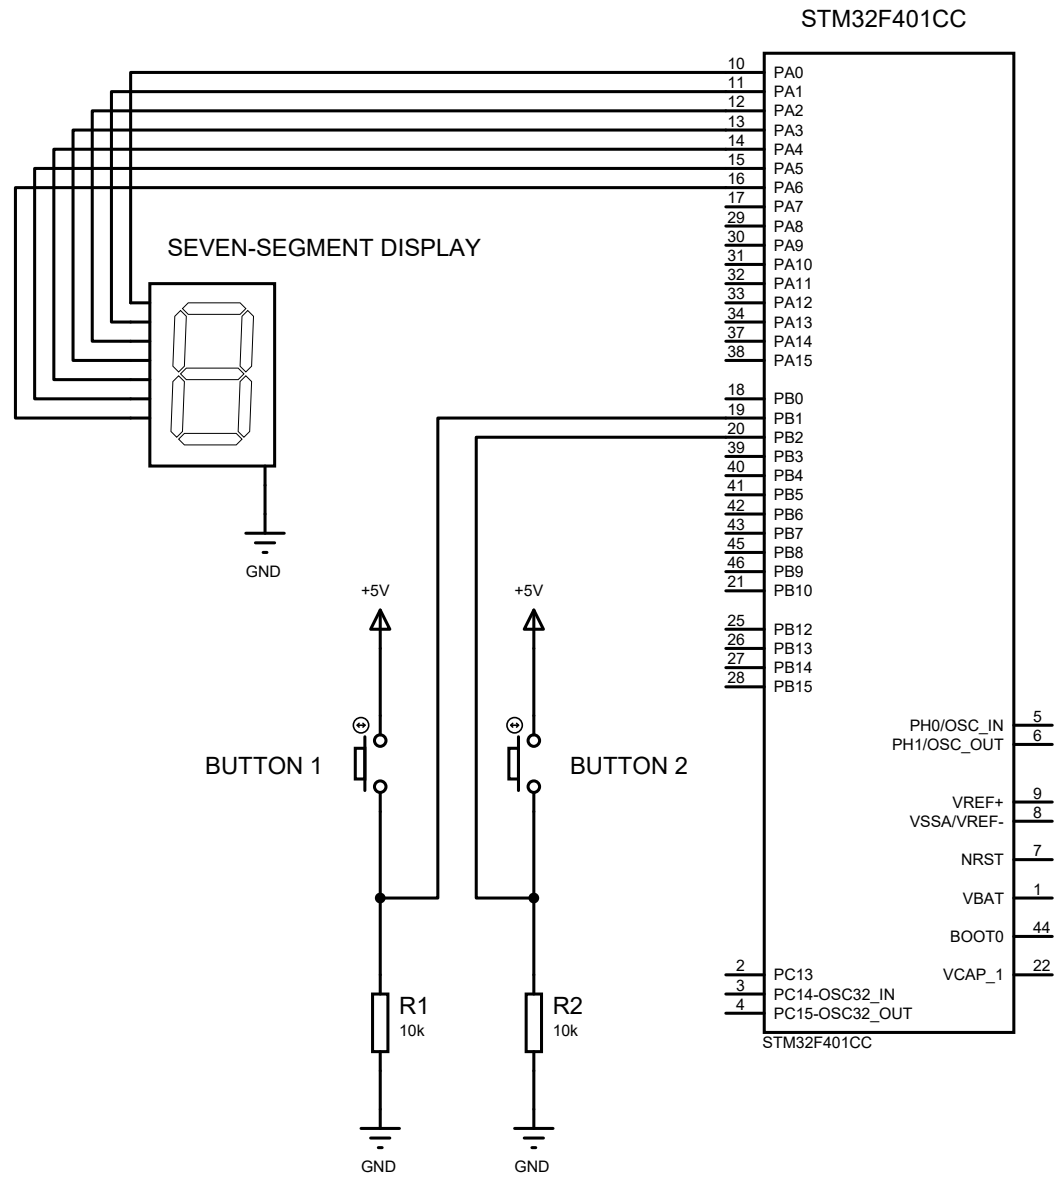 STM32F401CC
10 PA0
11 PA1
12 PA2
13 PA3
14 PA4
15 PA5
16 PA6
17 PA7
29 PA8
30 PA9
31 PA10
32 PA11
33 PA12
34 PA13
37 PA14
38 PA15
SEVEN-SEGMENT DISPLAY
GND
18 PB0
19 PB1
20 PB2
39 PB3
40 PB4
41 PB5
42 PB6
43 PB7
45 PB8
46 PB9
21 PB10
25 PB12
26 PB13
27 PB14
28 PB15
+5V
+5V
BUTTON 1
BUTTON 2
PH0/OSC_IN 5
PH1/OSC_OUT 6
VREF+ 9
VSSA/VREF- 8
NRST 7
VBAT 1
BOOT0 44
VCAP_1 22
2 PC13
3 PC14-OSC32_IN
4 PC15-OSC32_OUT
STM32F401CC
R1
10k
R2
10k
GND
GND